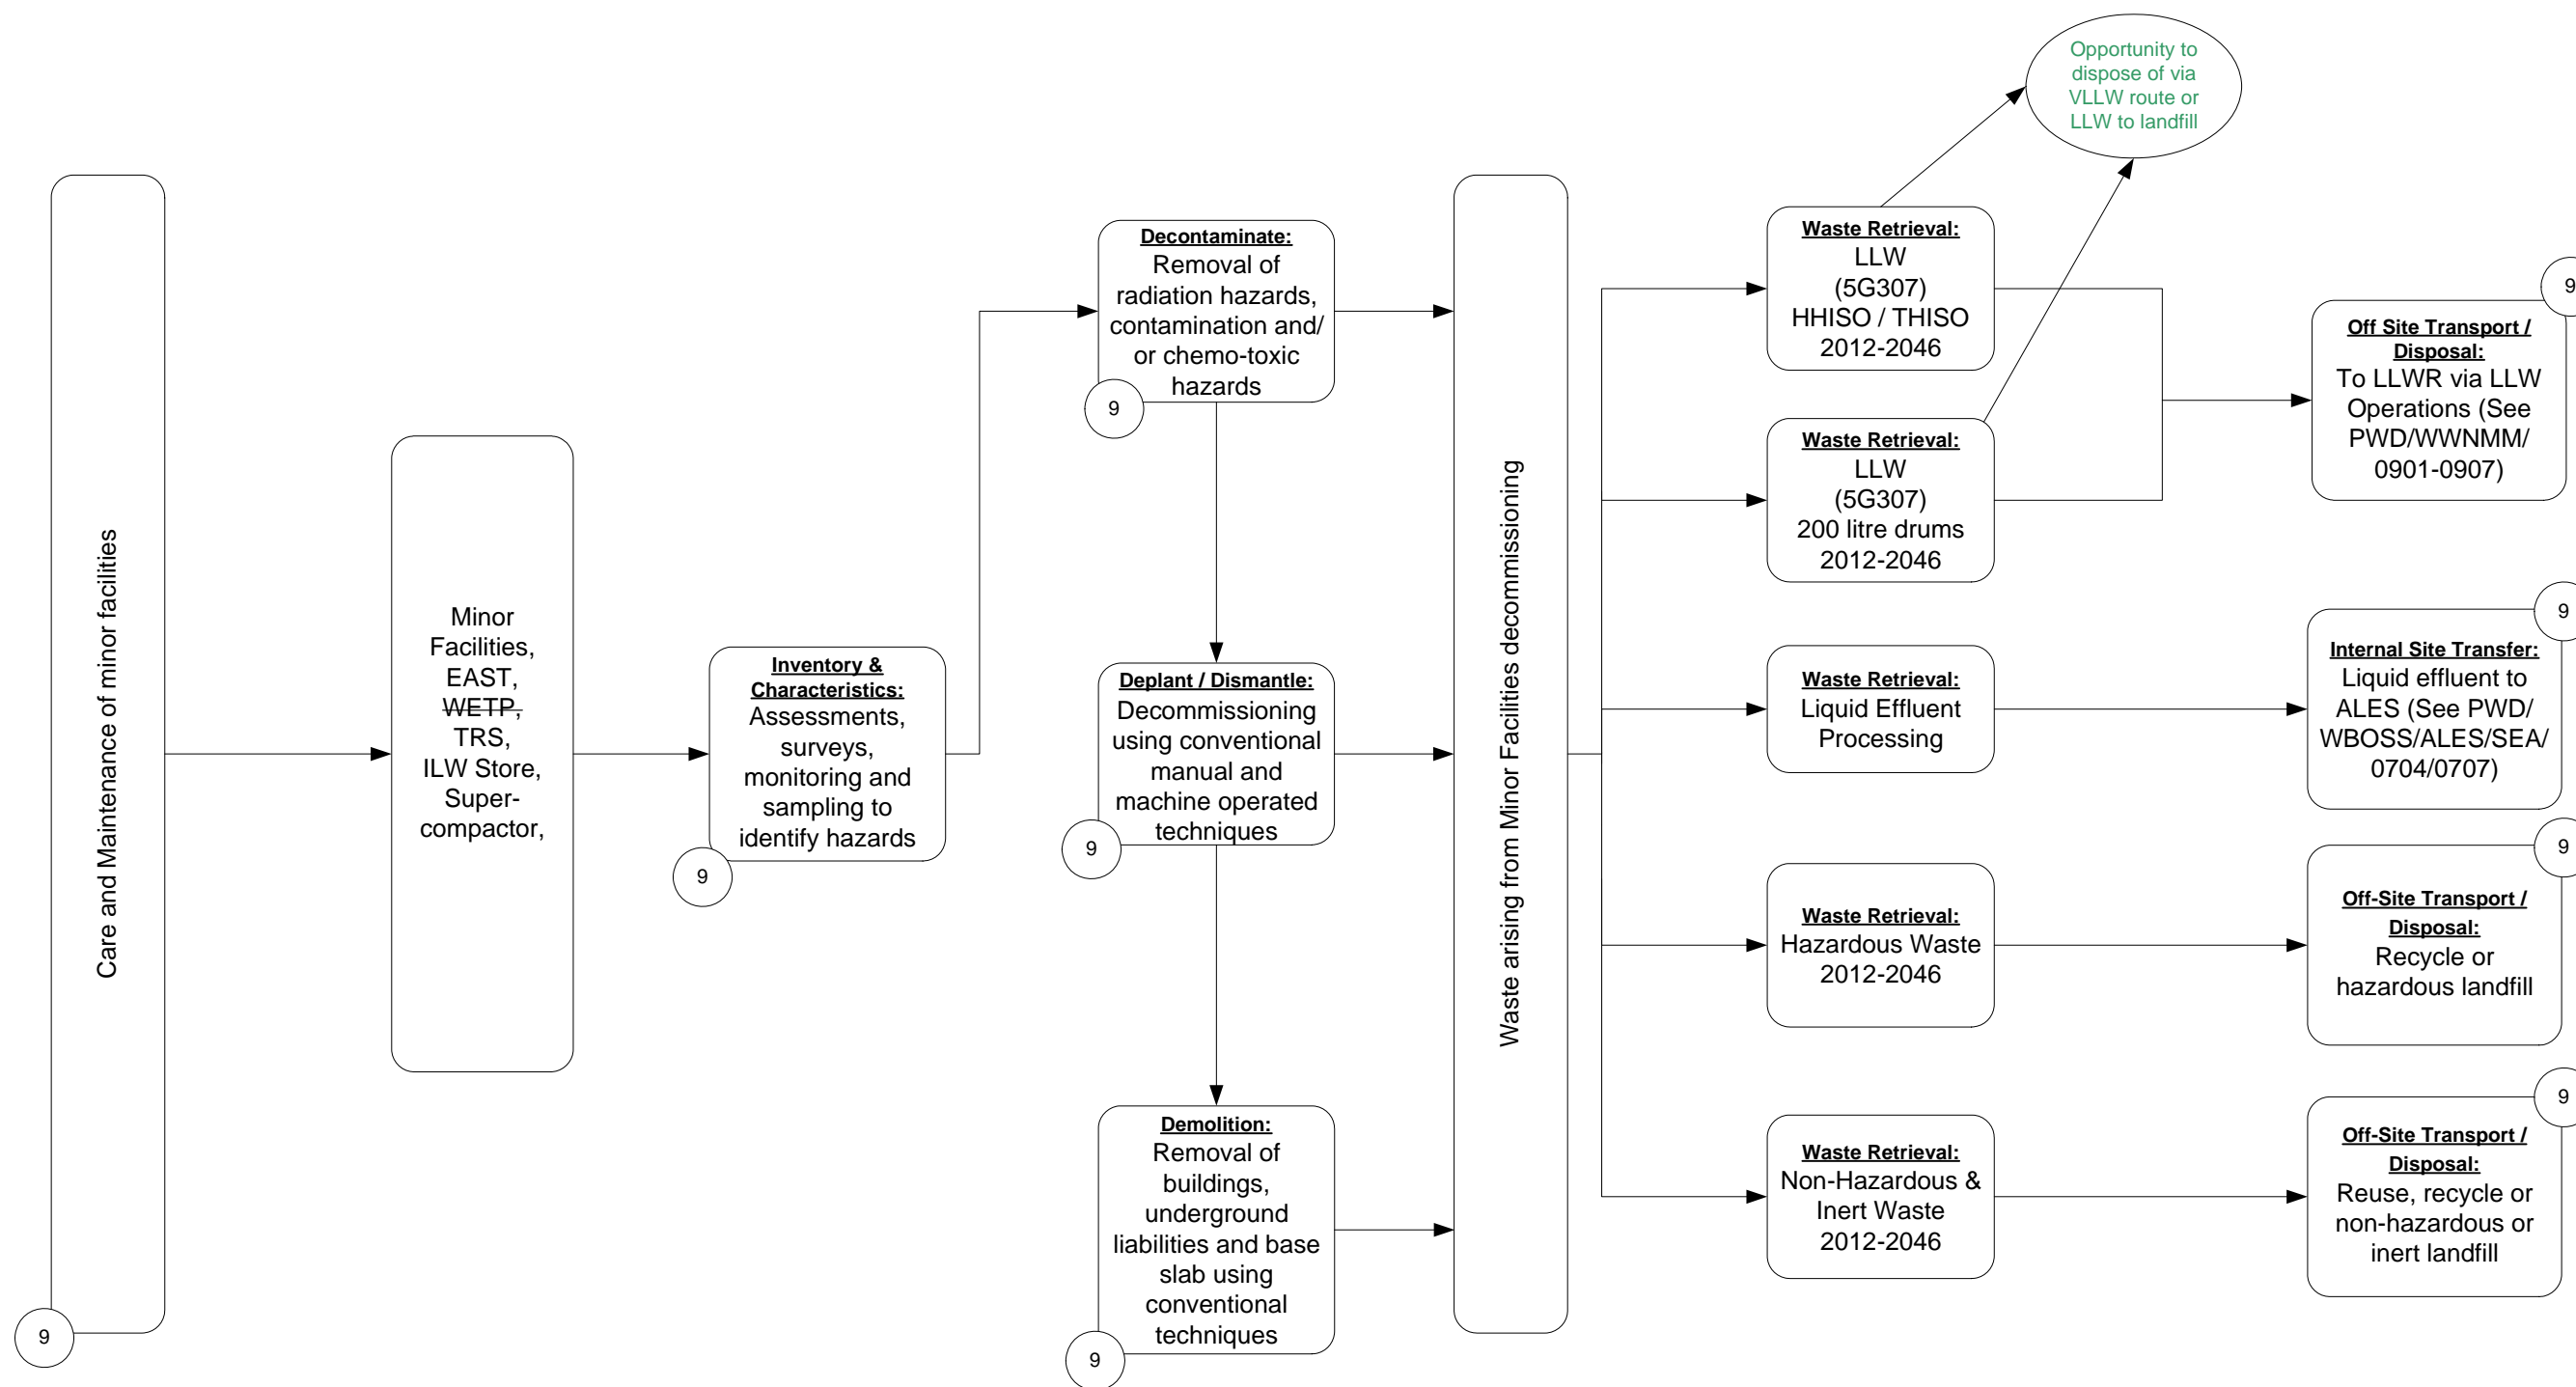 Care and Maintenance of minor facilities
9
Minor
Facilities,
EAST,
WETP,
TRS,
ILW Store,
Super-
compactor,
Inventory &
Characteristics:
Assessments,
surveys,
monitoring and
sampling to
identify hazards
9
Decontaminate:
Removal of
radiation hazards,
contamination and/
or chemo-toxic
hazards
9
Deplant / Dismantle:
Decommissioning
using conventional
manual and
machine operated
techniques
9
Demolition:
Removal of
buildings,
underground
liabilities and base
slab using
conventional
techniques
9
Waste arising from Minor Facilities decommissioning
Opportunity to
dispose of via
VLLW route or
LLW to landfill
Waste Retrieval:
LLW
(5G307)
HHISO / THISO
2012-2046
Waste Retrieval:
LLW
(5G307)
200 litre drums
2012-2046
Waste Retrieval:
Liquid Effluent
Processing
Waste Retrieval:
Hazardous Waste
2012-2046
Waste Retrieval:
Non-Hazardous &
Inert Waste
2012-2046
9
Off Site Transport /
Disposal:
To LLWR via LLW
Operations (See
PWD/WWNMM/
0901-0907)
9
Internal Site Transfer:
Liquid effluent to
ALES (See PWD/
WBOSS/ALES/SEA/
0704/0707)
9
Off-Site Transport /
Disposal:
Recycle or
hazardous landfill
9
Off-Site Transport /
Disposal:
Reuse, recycle or
non-hazardous or
inert landfill